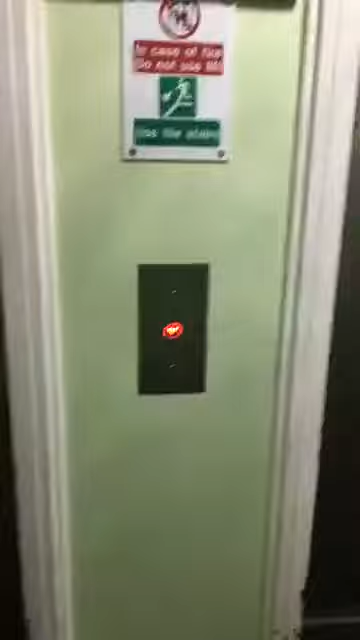 In case of fire
Do not use lift
Use the stairs